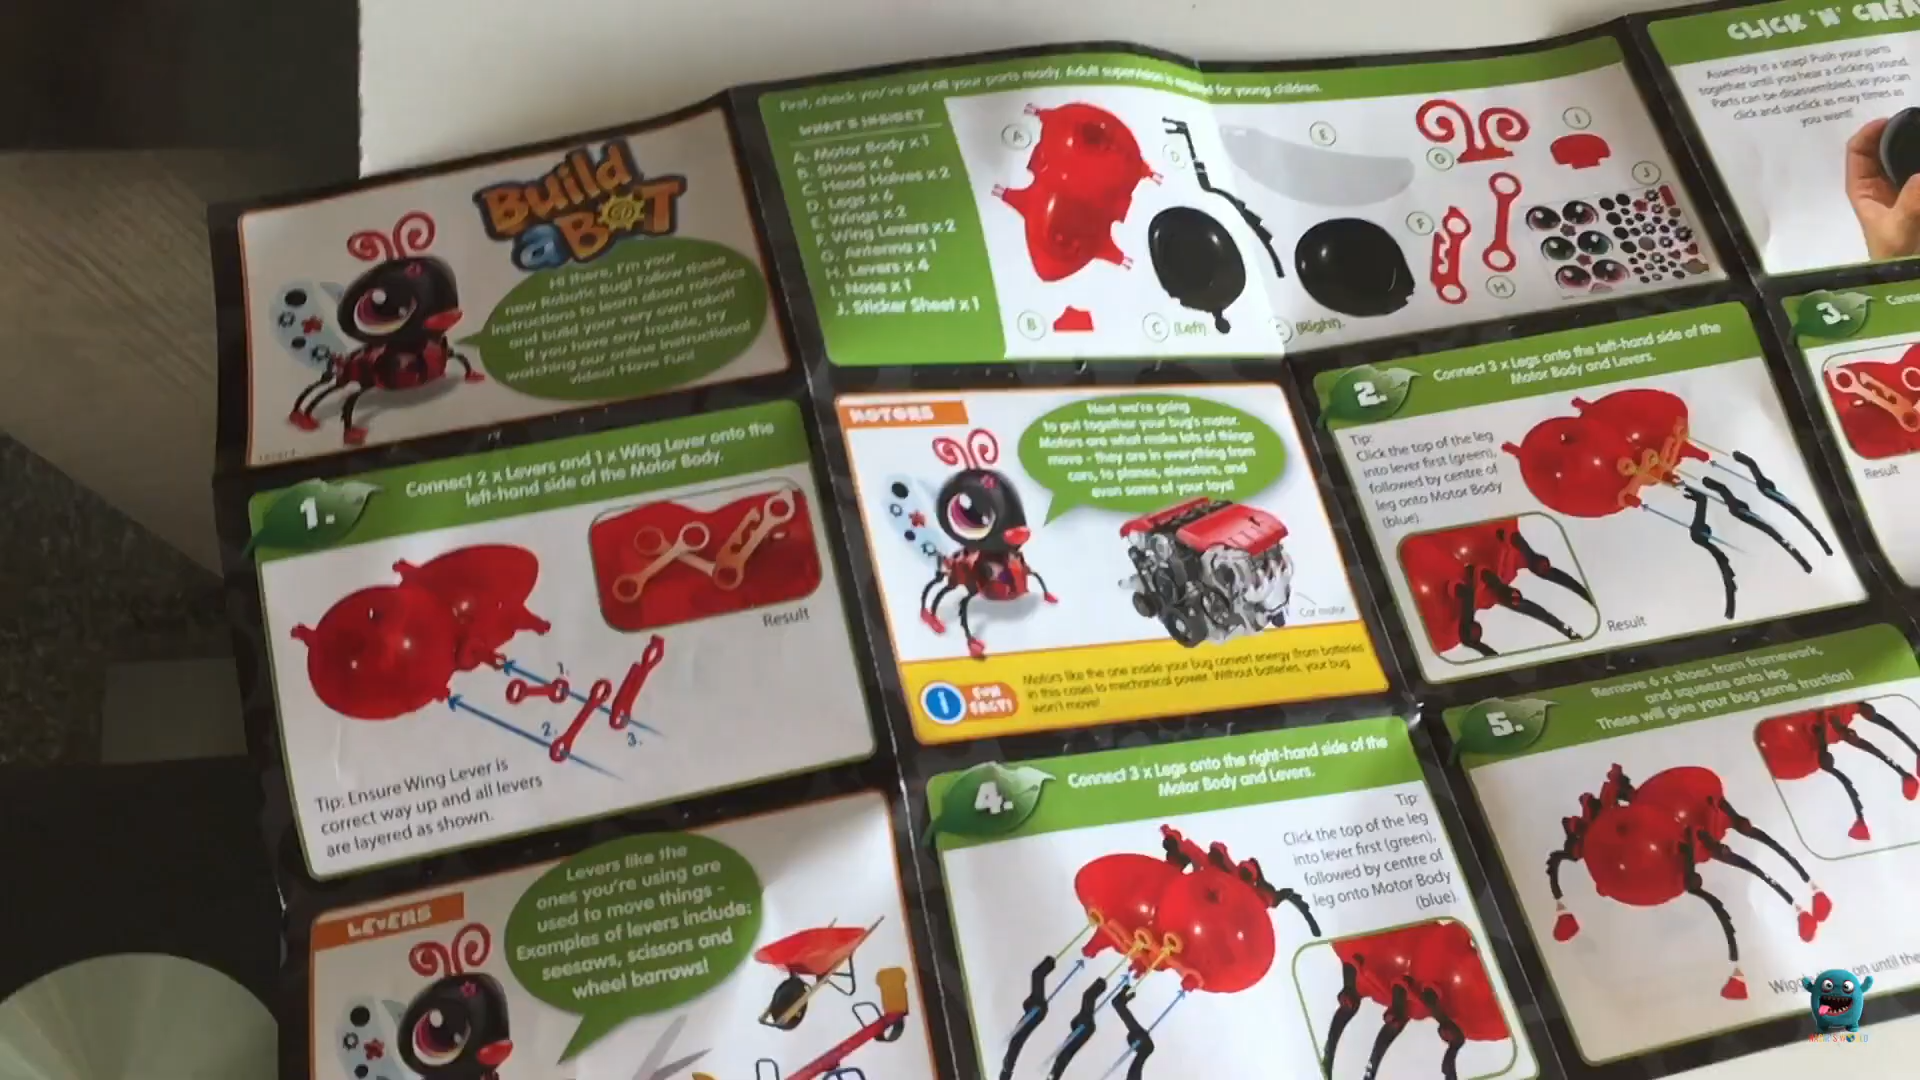 Build
a BOT
Hi there, I'm your
new Robotic Bug! Follow these
instructions to learn about robotics
and build your very own robot!
If you have any trouble, try
watching our online instructional
video! Have Fun!
First, check you've got all your parts ready. Adult supervision is required for young children.
WHAT'S INSIDE?
A. Motor Body x 1
B. Shoes x 6
C. Head Halves x 2
D. Legs x 6
E. Wings x 2
F. Wing Levers x 2
G. Antenna x 1
H. Levers x 4
I. Nose x 1
J. Sticker Sheet x 1
A
D
E
G
I
J
F
H
B
C (Left)
(Right).
CLICK 'N'
Assembly is a snap! Push your parts
together until you hear a clicking sound.
Parts can be disassembled, so you can
click and unclick as may times as
you want!
1.
Connect 2 x Levers and 1 x Wing Lever onto the
left-hand side of the Motor Body.
Result
1.
2.
3.
Tip: Ensure Wing Lever is
correct way up and all levers
are layered as shown.
MOTORS
Next we're going
to put together your bug's motor.
Motors are what make lots of things
move - they are in everything from
cars, to planes, elevators, and
even some of your toys!
Car motor
i
FUN
FACT!
Motors like the one inside your bug convert energy (from batteries
in this case) to mechanical power. Without batteries, your bug
won't move!
2.
Connect 3 x Legs onto the left-hand side of the
Motor Body and Levers.
Tip:
Click the top of the leg
into lever first (green),
followed by centre of
leg onto Motor Body
(blue).
Result
3.
Result
LEVERS
Levers like the
ones you're using are
used to move things -
Examples of levers include:
seesaws, scissors and
wheel barrows!
4.
Connect 3 x Legs onto the right-hand side of the
Motor Body and Levers.
Tip:
Click the top of the leg
into lever first (green),
followed by centre of
leg onto Motor Body
(blue).
5.
Remove 6 x shoes from framework,
and squeeze onto leg.
These will give your bug some traction!
on until the